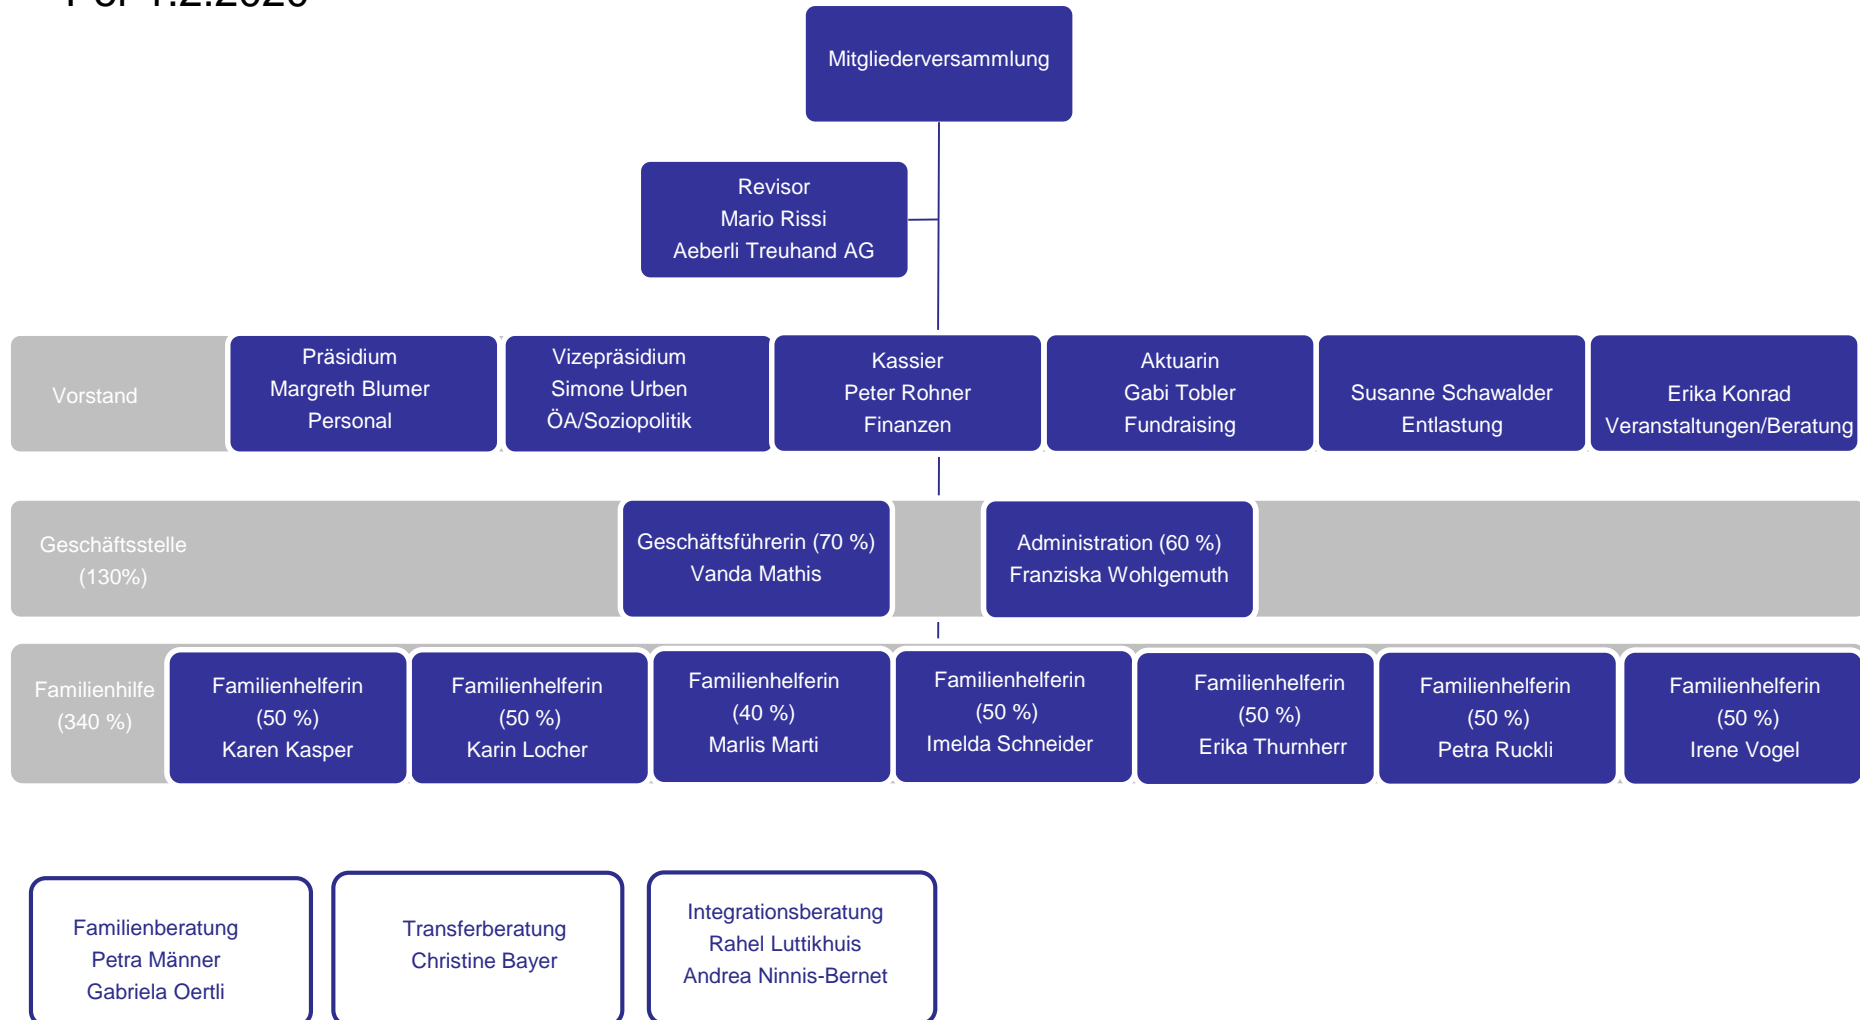 Per 1.2.2020
Mitgliederversammlung
Revisor
Mario Rissi
Aeberli Treuhand AG
Vorstand
Präsidium
Margreth Blumer
Personal
Vizepräsidium
Simone Urben
ÖA/Soziopolitik
Kassier
Peter Rohner
Finanzen
Aktuarin
Gabi Tobler
Fundraising
Susanne Schawalder
Entlastung
Erika Konrad
Veranstaltungen/Beratung
Geschäftsstelle
(130%)
Geschäftsführerin (70 %)
Vanda Mathis
Administration (60 %)
Franziska Wohlgemuth
Familienhilfe
(340 %)
Familienhelferin
(50 %)
Karen Kasper
Familienhelferin
(50 %)
Karin Locher
Familienhelferin
(40 %)
Marlis Marti
Familienhelferin
(50 %)
Imelda Schneider
Familienhelferin
(50 %)
Erika Thurnherr
Familienhelferin
(50 %)
Petra Ruckli
Familienhelferin
(50 %)
Irene Vogel
Familienberatung
Petra Männer
Gabriela Oertli
Transferberatung
Christine Bayer
Integrationsberatung
Rahel Luttikhuis
Andrea Ninnis-Bernet